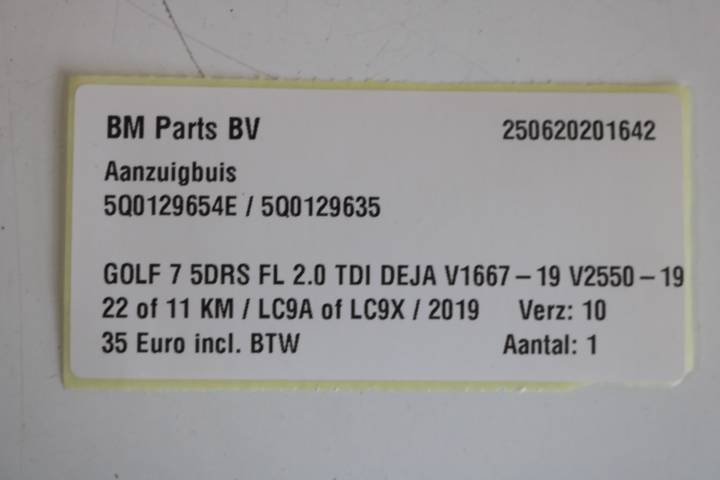 BM Parts BV 250620201642
Aanzuigbuis
5Q0129654E / 5Q0129635
GOLF 7 5DRS FL 2.0 TDI DEJA V1667 – 19 V2550 – 19
22 of 11 KM / LC9A of LC9X / 2019 Verz: 10
35 Euro incl. BTW Aantal: 1